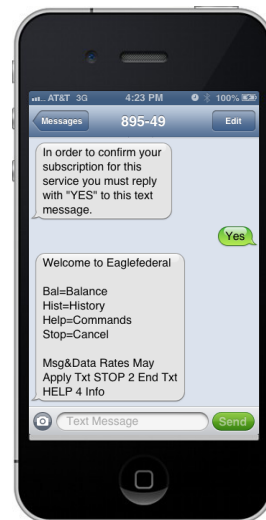 AT&T 3G 4:23 PM 100%
Messages 895-49 Edit
In order to confirm your
subscription for this
service you must reply
with "YES" to this text
message.
Yes
Welcome to Eaglefederal
Bal=Balance
Hist=History
Help=Commands
Stop=Cancel
Msg&Data Rates May
Apply Txt STOP 2 End Txt
HELP 4 Info
Text Message Send